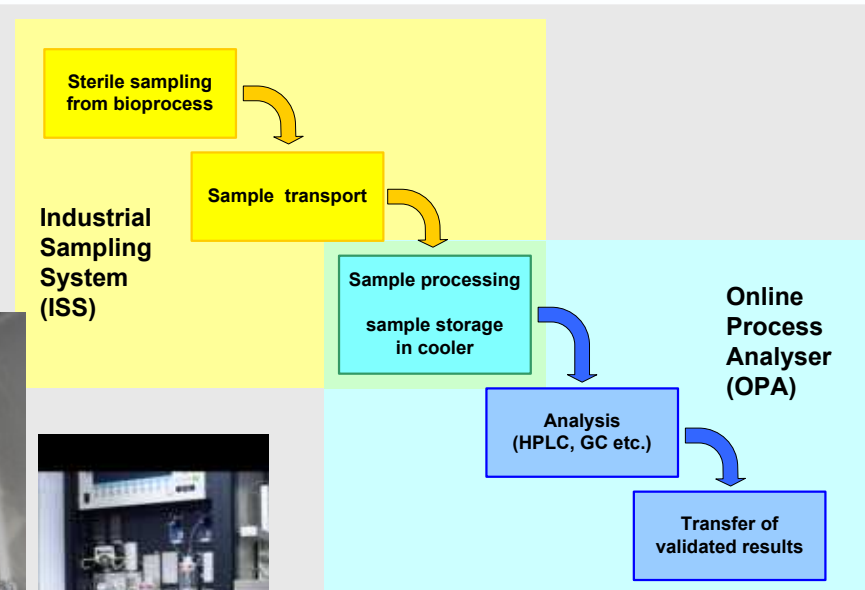 Sterile sampling
from bioprocess
Sample transport
Industrial
Sampling
System
(ISS)
Sample processing
sample storage
in cooler
Online
Process
Analyser
(OPA)
Analysis
(HPLC, GC etc.)
Transfer of
validated results